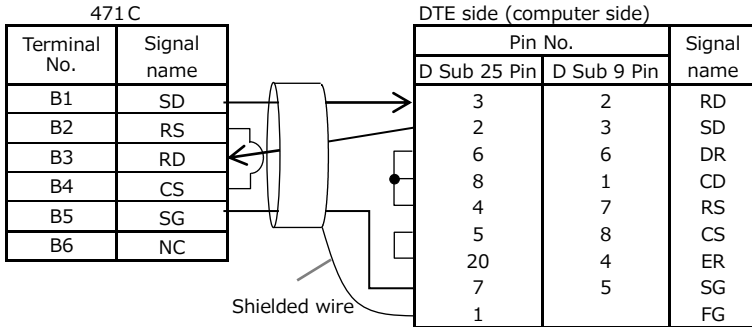 471C
Terminal No. Signal name
B1 SD
B2 RS
B3 RD
B4 CS
B5 SG
B6 NC
Shielded wire
DTE side (computer side)
Pin No. Signal name
D Sub 25 Pin D Sub 9 Pin
3 2 RD
2 3 SD
6 6 DR
8 1 CD
4 7 RS
5 8 CS
20 4 ER
7 5 SG
1 FG